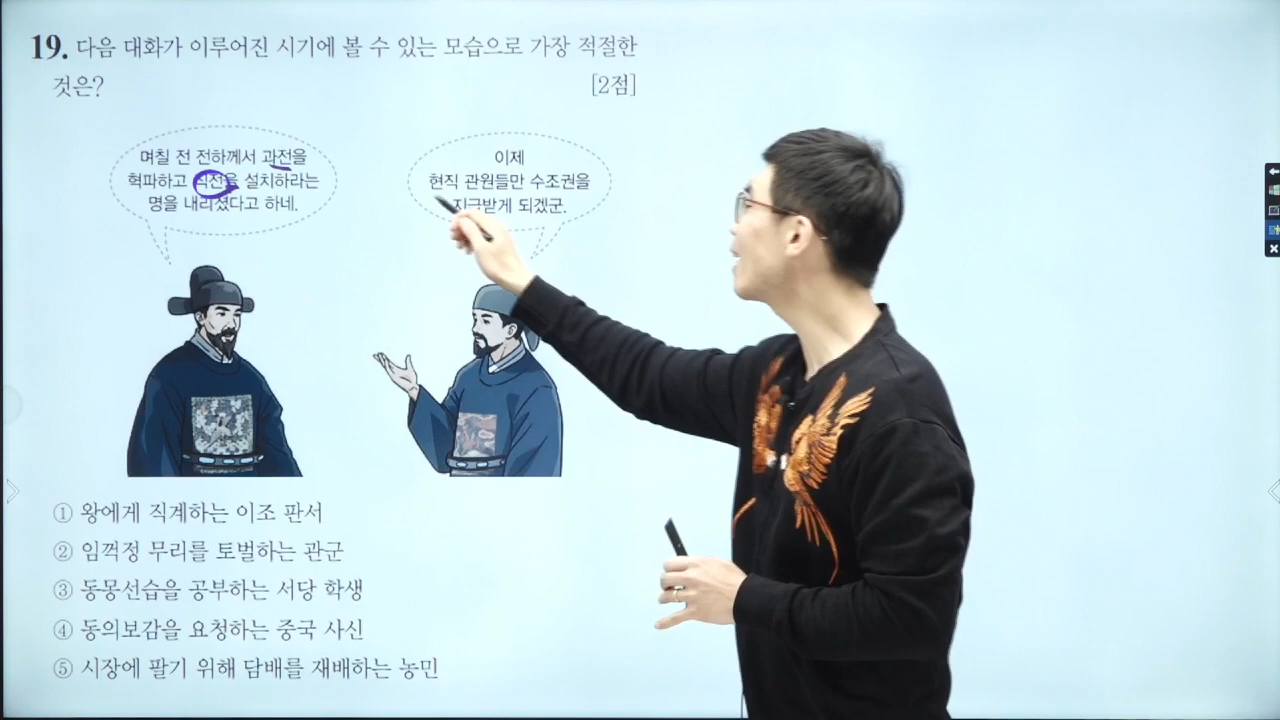 19. 다음 대화가 이루어진 시기에 볼 수 있는 모습으로 가장 적절한
것은? [2점]
며칠 전 전하께서 과전을
혁파하고 직전을 설치하라는
명을 내리셨다고 하네.
이제
현직 관원들만 수조권을
지급받게 되겠군.
① 왕에게 직계하는 이조 판서
② 임꺽정 무리를 토벌하는 관군
③ 동몽선습을 공부하는 서당 학생
④ 동의보감을 요청하는 중국 사신
⑤ 시장에 팔기 위해 담배를 재배하는 농민